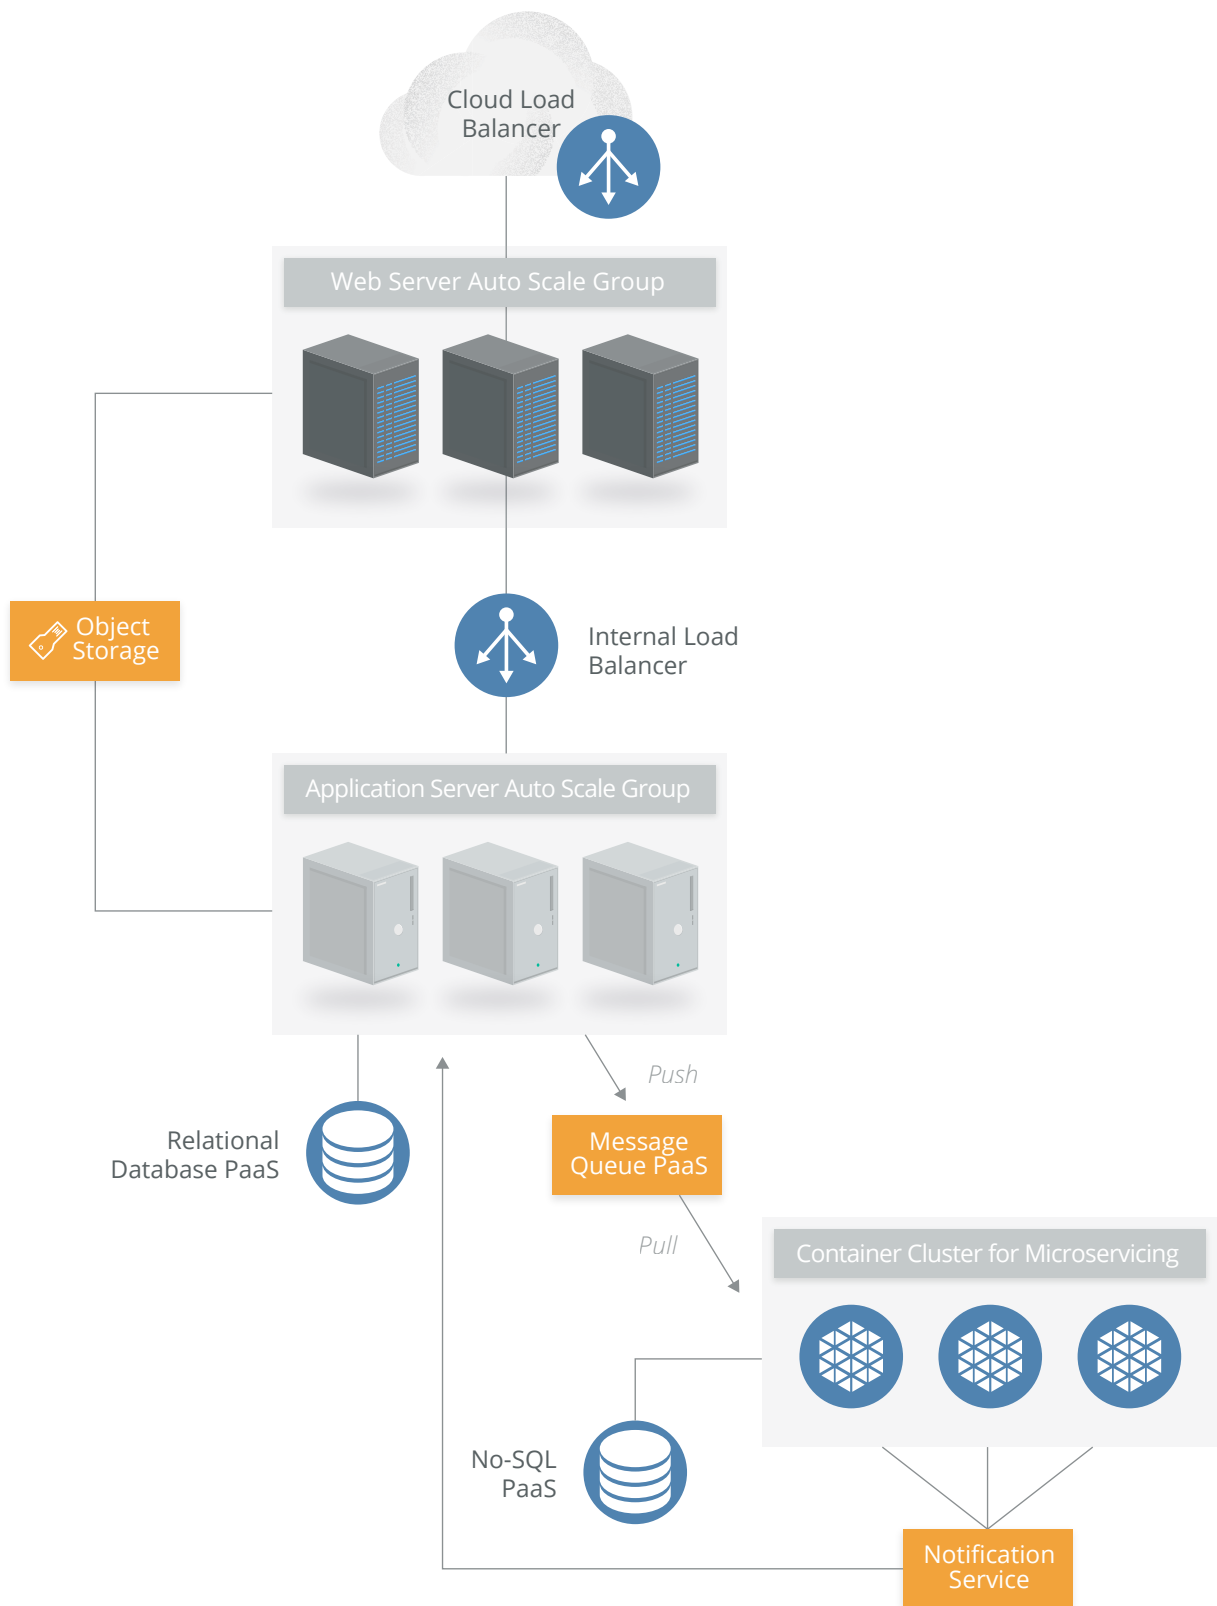 Cloud Load
Balancer
Web Server Auto Scale Group
Object
Storage
Internal Load
Balancer
Application Server Auto Scale Group
Push
Relational
Database PaaS
Message
Queue PaaS
Pull
Container Cluster for Microservicing
No-SQL
PaaS
Notification
Service